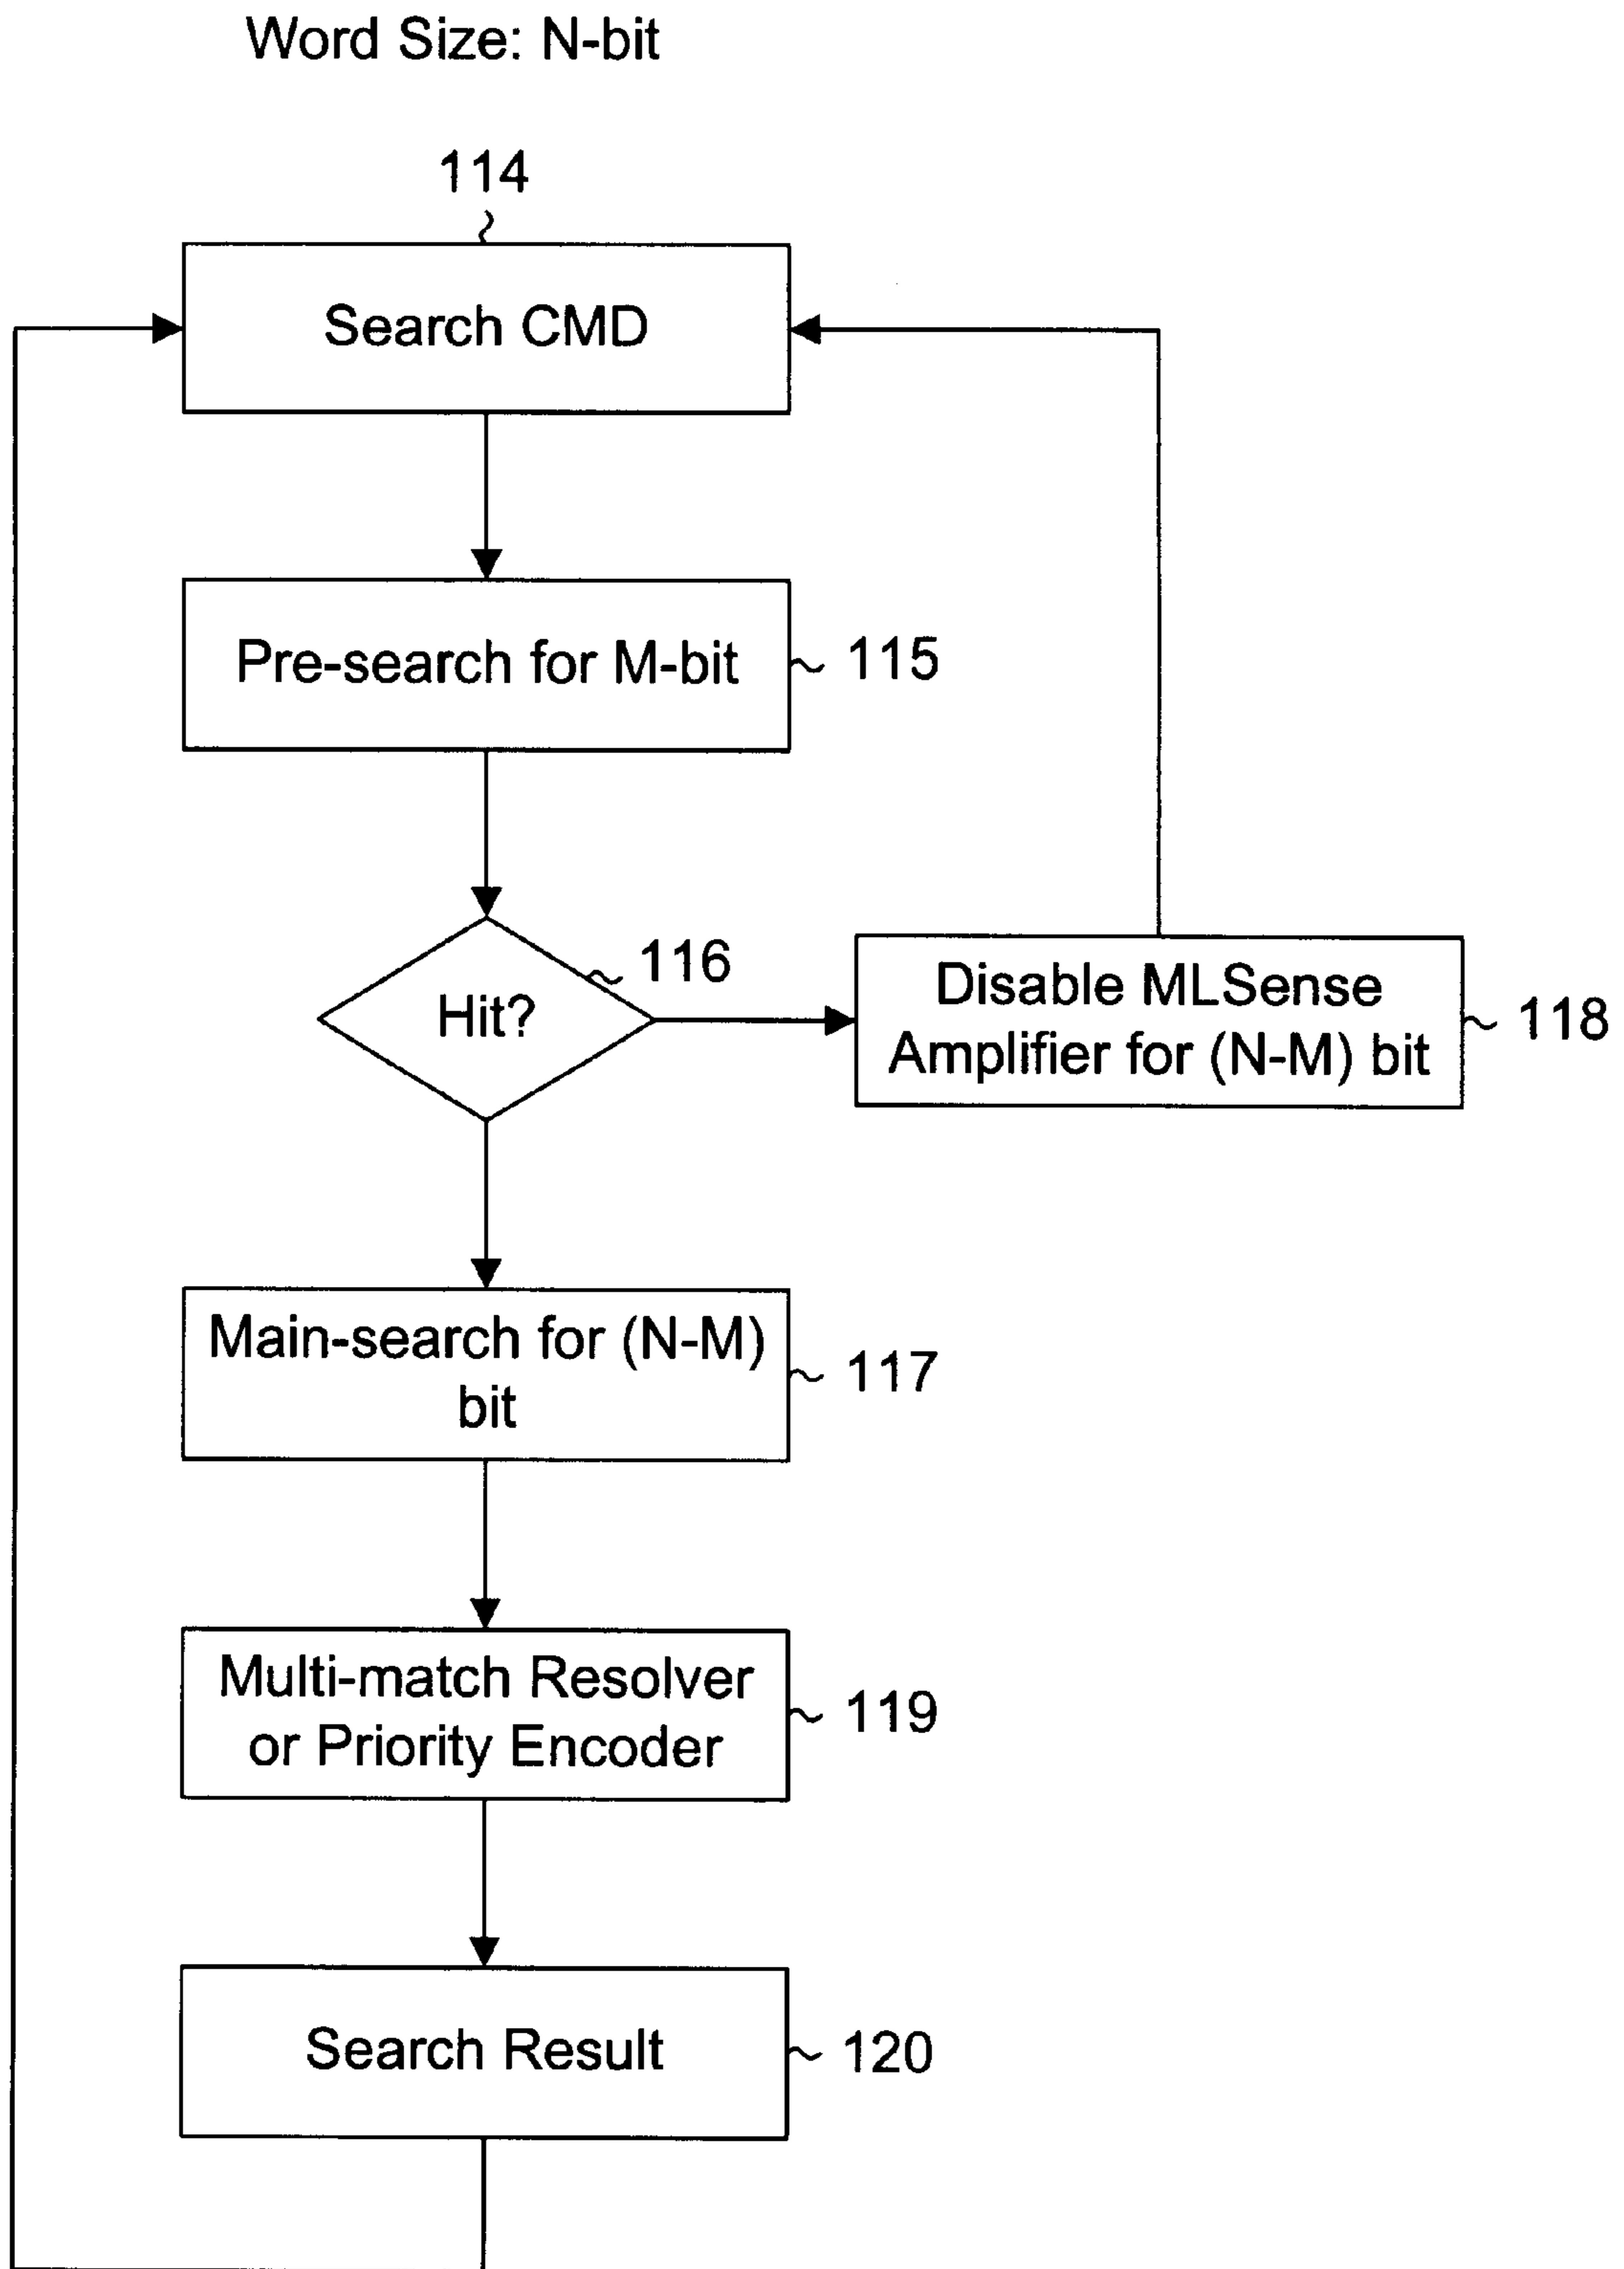 Word Size: N-bit
114
Search CMD
Pre-search for M-bit
115
116
Hit?
Disable MLSense
Amplifier for (N-M) bit
118
Main-search for (N-M)
bit
117
Multi-match Resolver
or Priority Encoder
119
Search Result
120